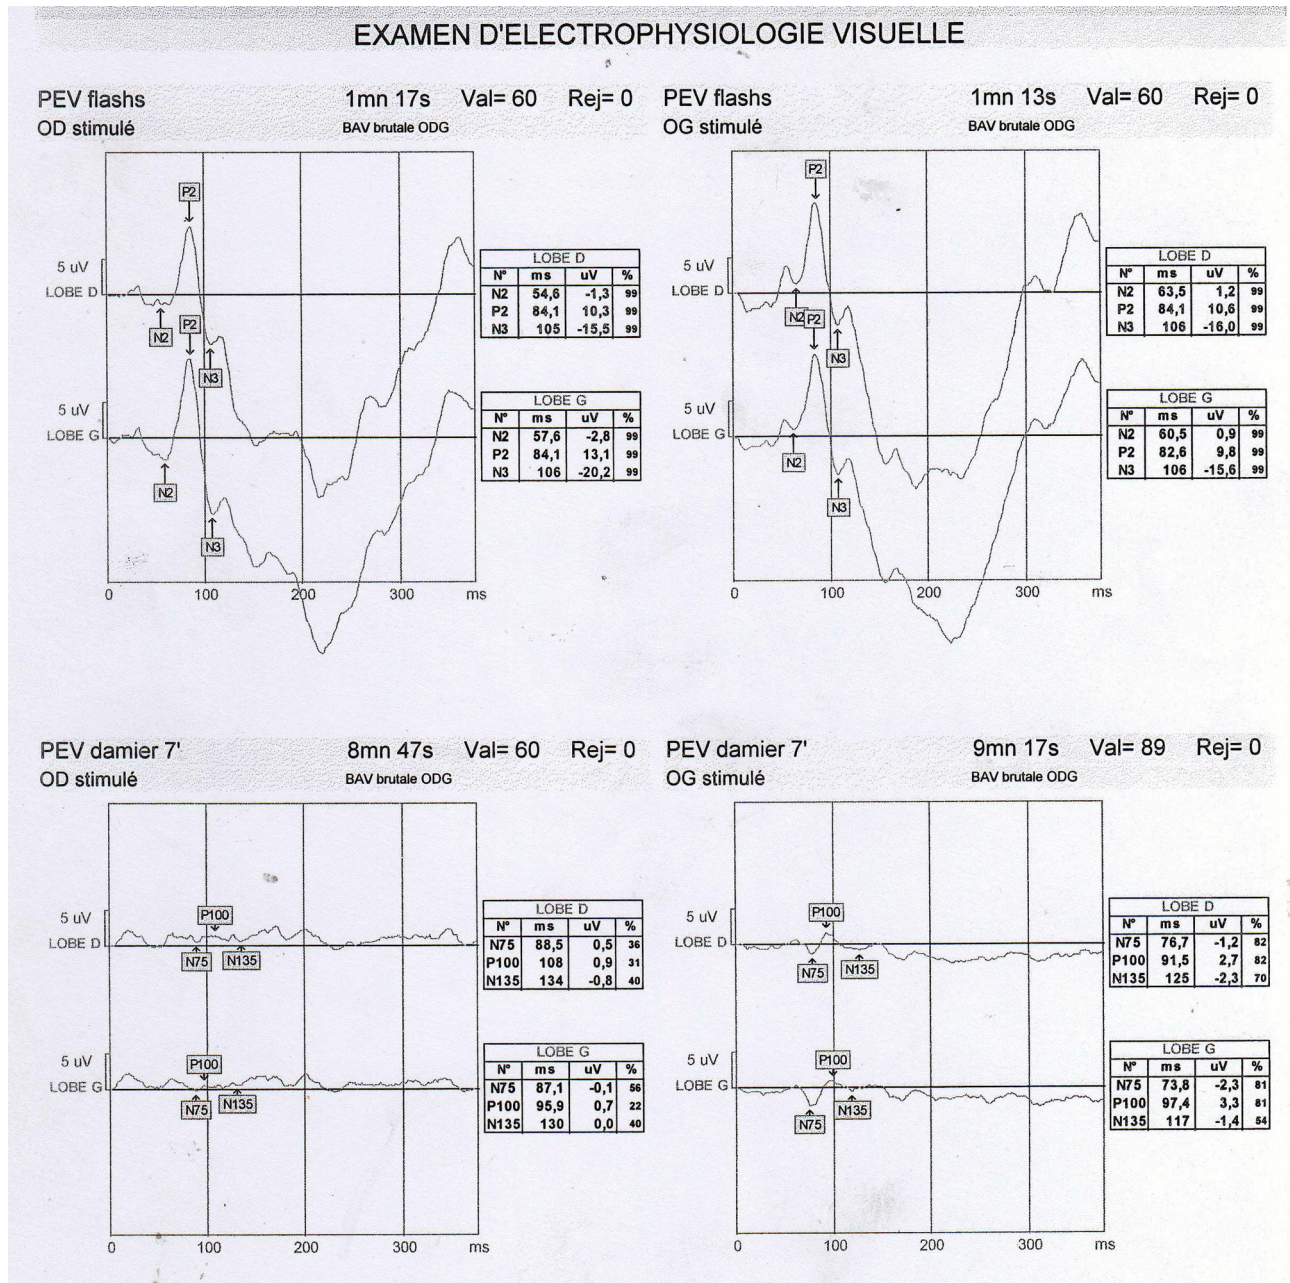 EXAMEN D'ELECTROPHYSIOLOGIE VISUELLE
PEV flashs 1mn 17s Val= 60 Rej= 0
OD stimulé BAV brutale ODG
P2
5 uV
LOBE D
N2
P2
N3
5 uV
LOBE G
N2
N3
0 100 200 300 ms
LOBE D
N° ms uV %
N2 54,6 -1,3 99
P2 84,1 10,3 99
N3 105 -15,5 99
LOBE G
N° ms uV %
N2 57,6 -2,8 99
P2 84,1 13,1 99
N3 106 -20,2 99
PEV flashs 1mn 13s Val= 60 Rej= 0
OG stimulé BAV brutale ODG
P2
5 uV
LOBE D
N2 P2
N3
5 uV
LOBE G
N2
N3
0 100 200 300 ms
LOBE D
N° ms uV %
N2 63,5 1,2 99
P2 84,1 10,6 99
N3 106 -16,0 99
LOBE G
N° ms uV %
N2 60,5 0,9 99
P2 82,6 9,8 99
N3 106 -15,6 99
PEV damier 7' 8mn 47s Val= 60 Rej= 0
OD stimulé BAV brutale ODG
5 uV
P100
LOBE D
N75 N135
5 uV
P100
LOBE G
N75 N135
0 100 200 300 ms
LOBE D
N° ms uV %
N75 88,5 0,5 36
P100 108 0,9 31
N135 134 -0,8 40
LOBE G
N° ms uV %
N75 87,1 -0,1 56
P100 95,9 0,7 22
N135 130 0,0 40
PEV damier 7' 9mn 17s Val= 89 Rej= 0
OG stimulé BAV brutale ODG
5 uV
P100
LOBE D
N75 N135
5 uV
P100
LOBE G
N75 N135
0 100 200 300 ms
LOBE D
N° ms uV %
N75 76,7 -1,2 82
P100 91,5 2,7 82
N135 125 -2,3 70
LOBE G
N° ms uV %
N75 73,8 -2,3 81
P100 97,4 3,3 81
N135 117 -1,4 54